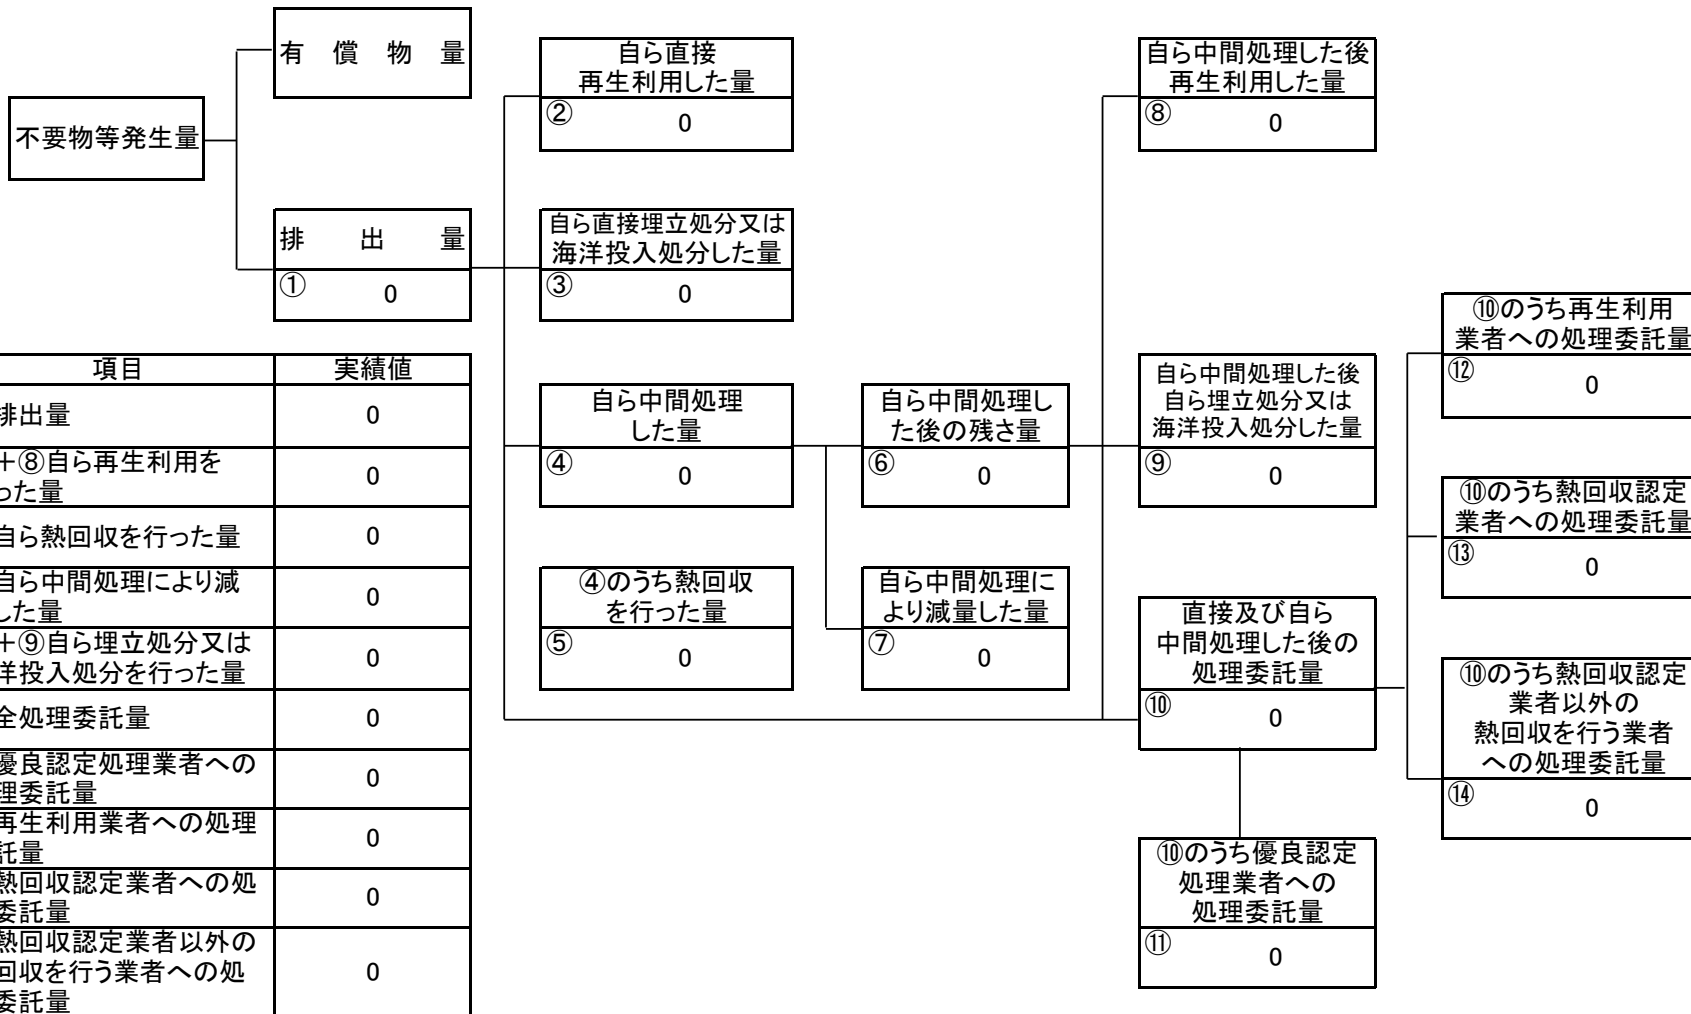 有償物量
不要物等発生量
排出量
①
0
自ら直接
再生利用した量
②
0
自ら直接埋立処分又は
海洋投入処分した量
③
0
自ら中間処理
した量
④
0
④のうち熱回収
を行った量
⑤
0
自ら中間処理し
た後の残さ量
⑥
0
自ら中間処理に
より減量した量
⑦
0
自ら中間処理した後
再生利用した量
⑧
0
自ら中間処理した後
自ら埋立処分又は
海洋投入処分した量
⑨
0
直接及び自ら
中間処理した後の
処理委託量
⑩
0
⑩のうち優良認定
処理業者への
処理委託量
⑪
0
⑩のうち再生利用
業者への処理委託量
⑫
0
⑩のうち熱回収認定
業者への処理委託量
⑬
0
⑩のうち熱回収認定
業者以外の
熱回収を行う業者
への処理委託量
⑭
0
項目 実績値
排出量 0
+⑧自ら再生利用を
った量
0
自ら熱回収を行った量 0
自ら中間処理により減
した量
0
+⑨自ら埋立処分又は
洋投入処分を行った量
0
全処理委託量 0
優良認定処理業者への
理委託量
0
再生利用業者への処理
託量
0
熱回収認定業者への処
委託量
0
熱回収認定業者以外の
回収を行う業者への処
委託量
0